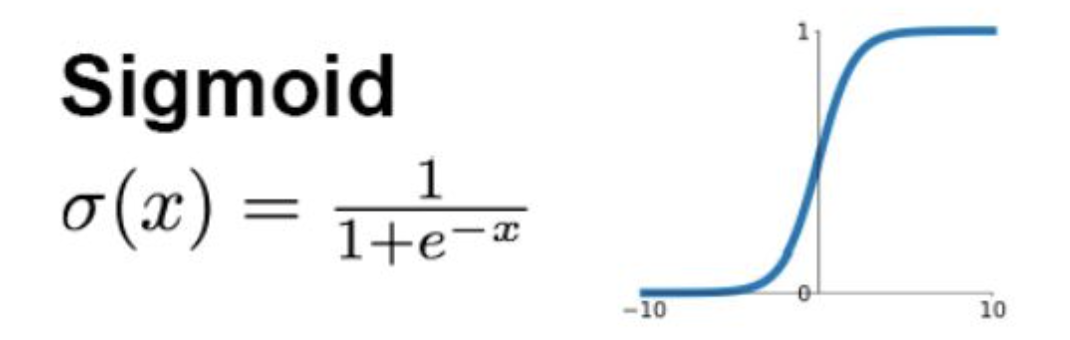 Sigmoid
σ(x) = 1/(1+e^{-x})
1
0
−10
10